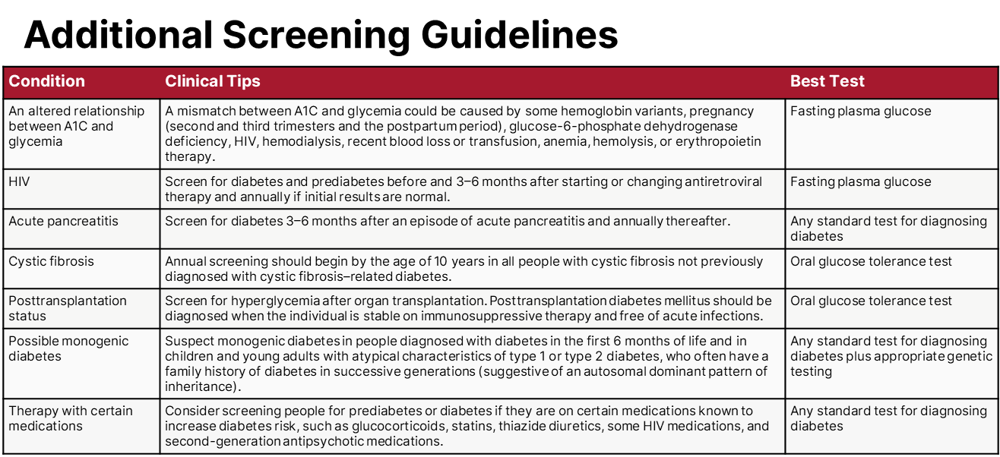 Additional Screening Guidelines
Condition
Clinical Tips
Best Test
An altered relationship
between A1C and
glycemia
A mismatch between A1C and glycemia could be caused by some hemoglobin variants, pregnancy
(second and third trimesters and the postpartum period), glucose-6-phosphate dehydrogenase
deficiency, HIV, hemodialysis, recent blood loss or transfusion, anemia, hemolysis, or erythropoietin
therapy.
Fasting plasma glucose
HIV
Screen for diabetes and prediabetes before and 3–6 months after starting or changing antiretroviral
therapy and annually if initial results are normal.
Fasting plasma glucose
Acute pancreatitis
Screen for diabetes 3–6 months after an episode of acute pancreatitis and annually thereafter.
Any standard test for diagnosing
diabetes
Cystic fibrosis
Annual screening should begin by the age of 10 years in all people with cystic fibrosis not previously
diagnosed with cystic fibrosis–related diabetes.
Oral glucose tolerance test
Posttransplantation
status
Screen for hyperglycemia after organ transplantation. Posttransplantation diabetes mellitus should be
diagnosed when the individual is stable on immunosuppressive therapy and free of acute infections.
Oral glucose tolerance test
Possible monogenic
diabetes
Suspect monogenic diabetes in people diagnosed with diabetes in the first 6 months of life and in
children and young adults with atypical characteristics of type 1 or type 2 diabetes, who often have a
family history of diabetes in successive generations (suggestive of an autosomal dominant pattern of
inheritance).
Any standard test for diagnosing
diabetes plus appropriate genetic
testing
Therapy with certain
medications
Consider screening people for prediabetes or diabetes if they are on certain medications known to
increase diabetes risk, such as glucocorticoids, statins, thiazide diuretics, some HIV medications, and
second-generation antipsychotic medications.
Any standard test for diagnosing
diabetes